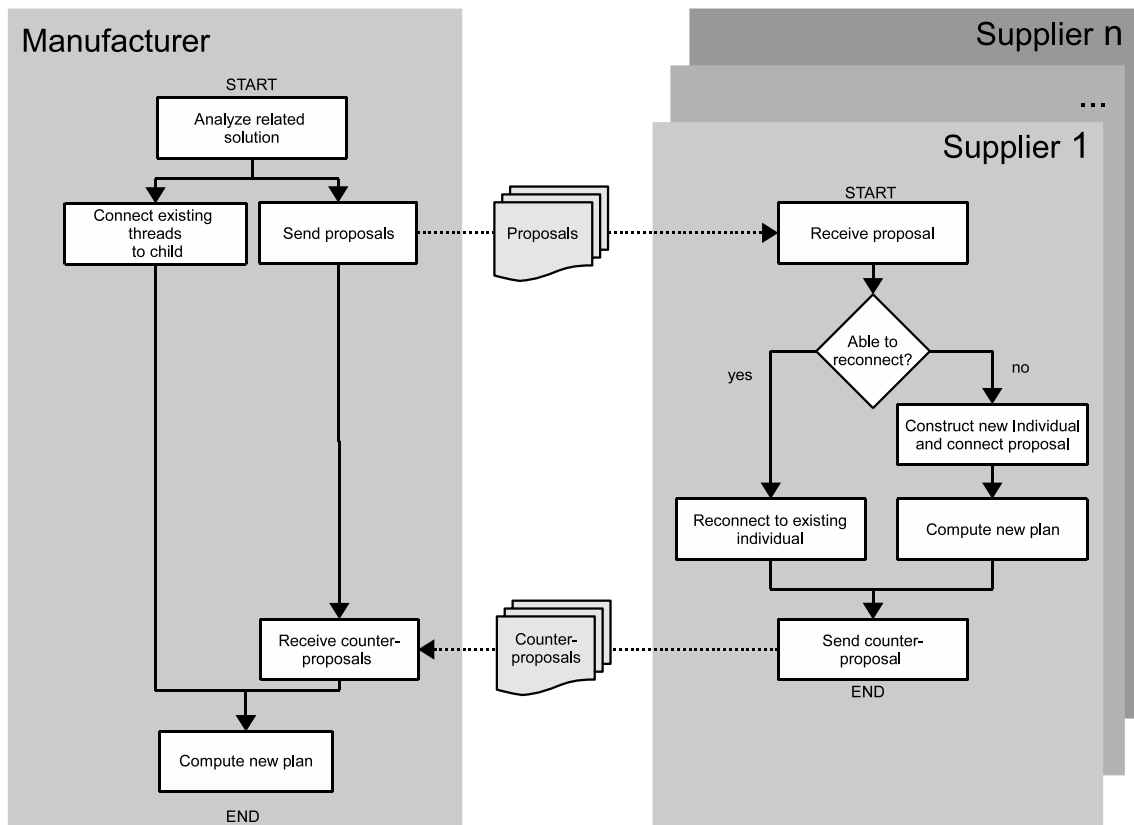 Manufacturer
START
Analyze related
solution
Connect existing
threads
to child
Send proposals
Receive counter-
proposals
Compute new plan
END
Proposals
Counter-
proposals
Supplier n
...
Supplier 1
START
Receive proposal
Able to
reconnect?
yes
no
Construct new Individual
and connect proposal
Reconnect to existing
individual
Compute new plan
Send counter-
proposal
END